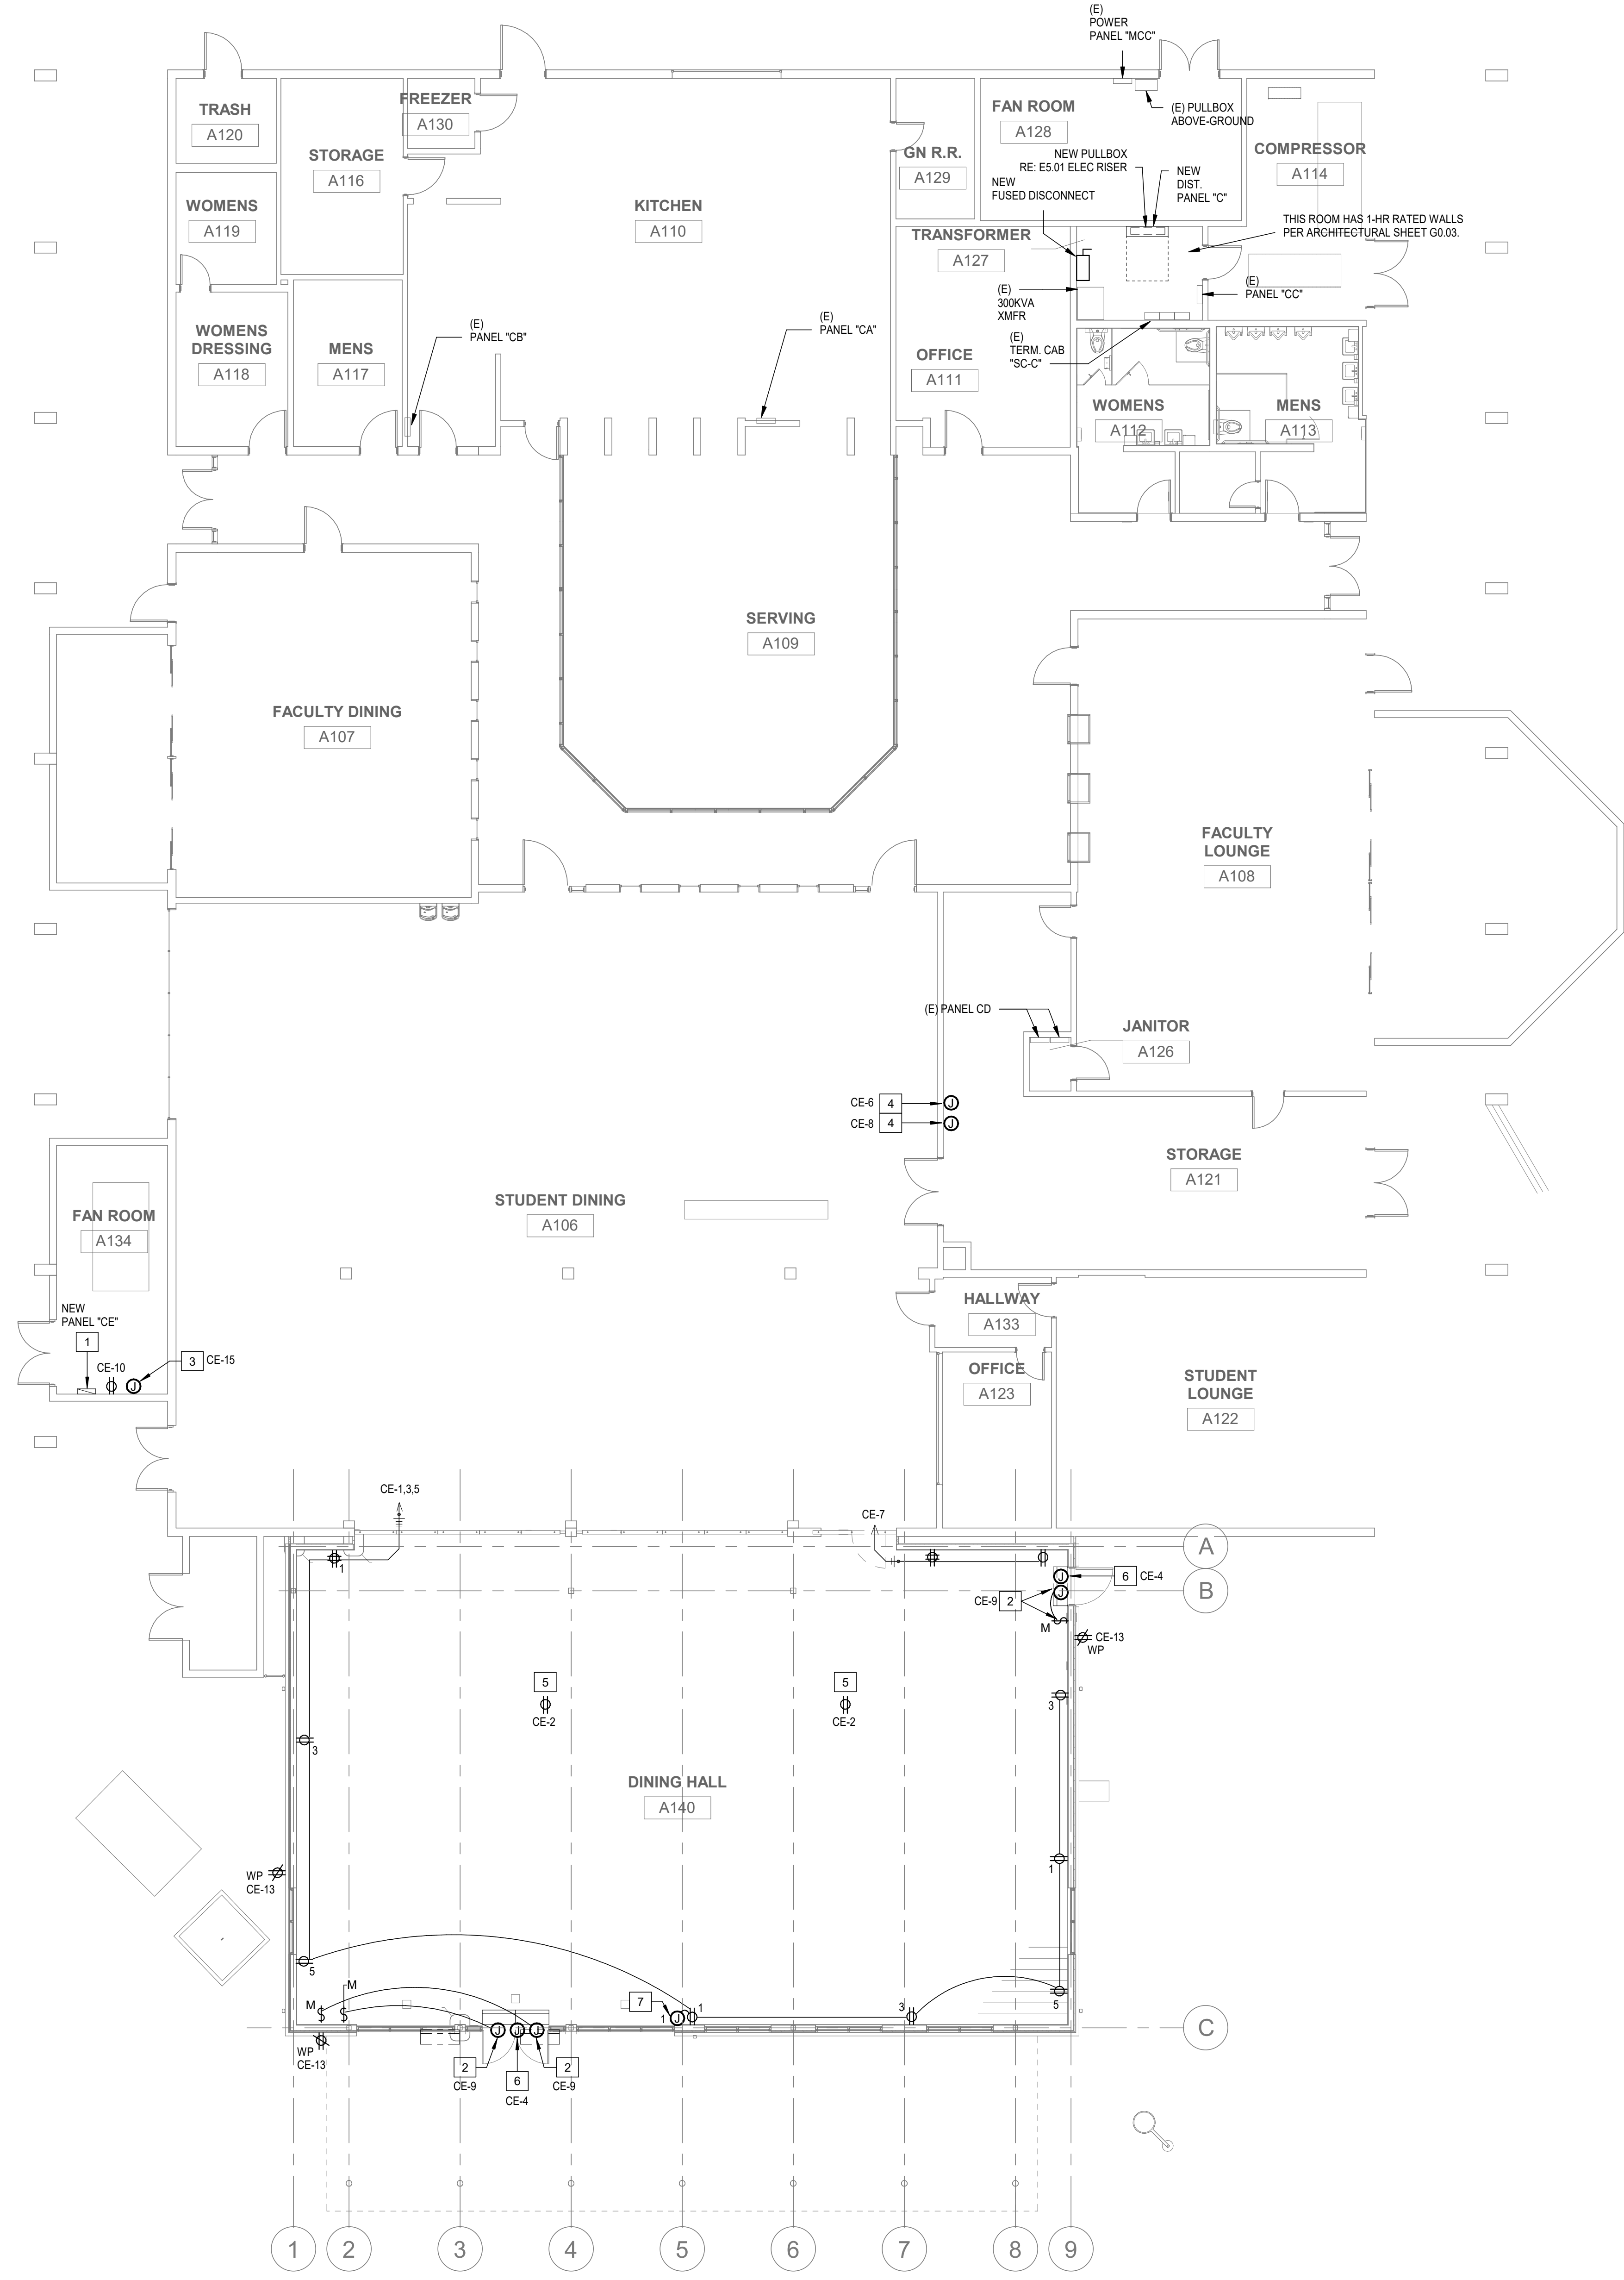 (E)
POWER
PANEL "MCC"
TRASH
A120
FREEZER
A130
FAN ROOM
A128
(E) PULLBOX
ABOVE-GROUND
STORAGE
A116
GN R.R.
A129
COMPRESSOR
A114
NEW PULLBOX
RE: E5.01 ELEC RISER
NEW
DIST.
PANEL "C"
NEW
FUSED DISCONNECT
WOMENS
A119
KITCHEN
A110
THIS ROOM HAS 1-HR RATED WALLS
PER ARCHITECTURAL SHEET G0.03.
TRANSFORMER
A127
(E)
300KVA
XMFR
(E)
PANEL "CC"
WOMENS
DRESSING
A118
MENS
A117
(E)
PANEL "CB"
(E)
PANEL "CA"
OFFICE
A111
(E)
TERM. CAB
"SC-C"
WOMENS
A112
MENS
A113
SERVING
A109
FACULTY DINING
A107
FACULTY
LOUNGE
A108
(E) PANEL CD
JANITOR
A126
CE-6
4
J
CE-8
4
J
STORAGE
A121
STUDENT DINING
A106
FAN ROOM
A134
NEW
PANEL "CE"
1
CE-10
J
3
CE-15
HALLWAY
A133
OFFICE
A123
STUDENT
LOUNGE
A122
CE-1,3,5
CE-7
A
1
J
6
CE-4
B
CE-9
2
J
M
CE-13
WP
5
CE-2
5
CE-2
3
3
DINING HALL
A140
1
WP
CE-13
5
5
M
M
7
1
J
1
3
J
J
J
C
WP
CE-13
2
CE-9
6
CE-4
2
CE-9
1
2
3
4
5
6
7
8
9